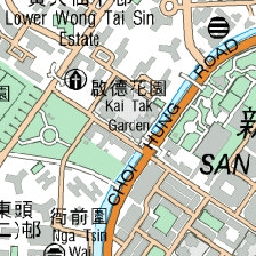 Lower Wong Tai Sin
Estate
啟德花園
Kai Tak
Garden
CHOI HUNG ROAD
新
SAN
東頭
(二)邨
衙前圍
Nga Tsin
Wai
園